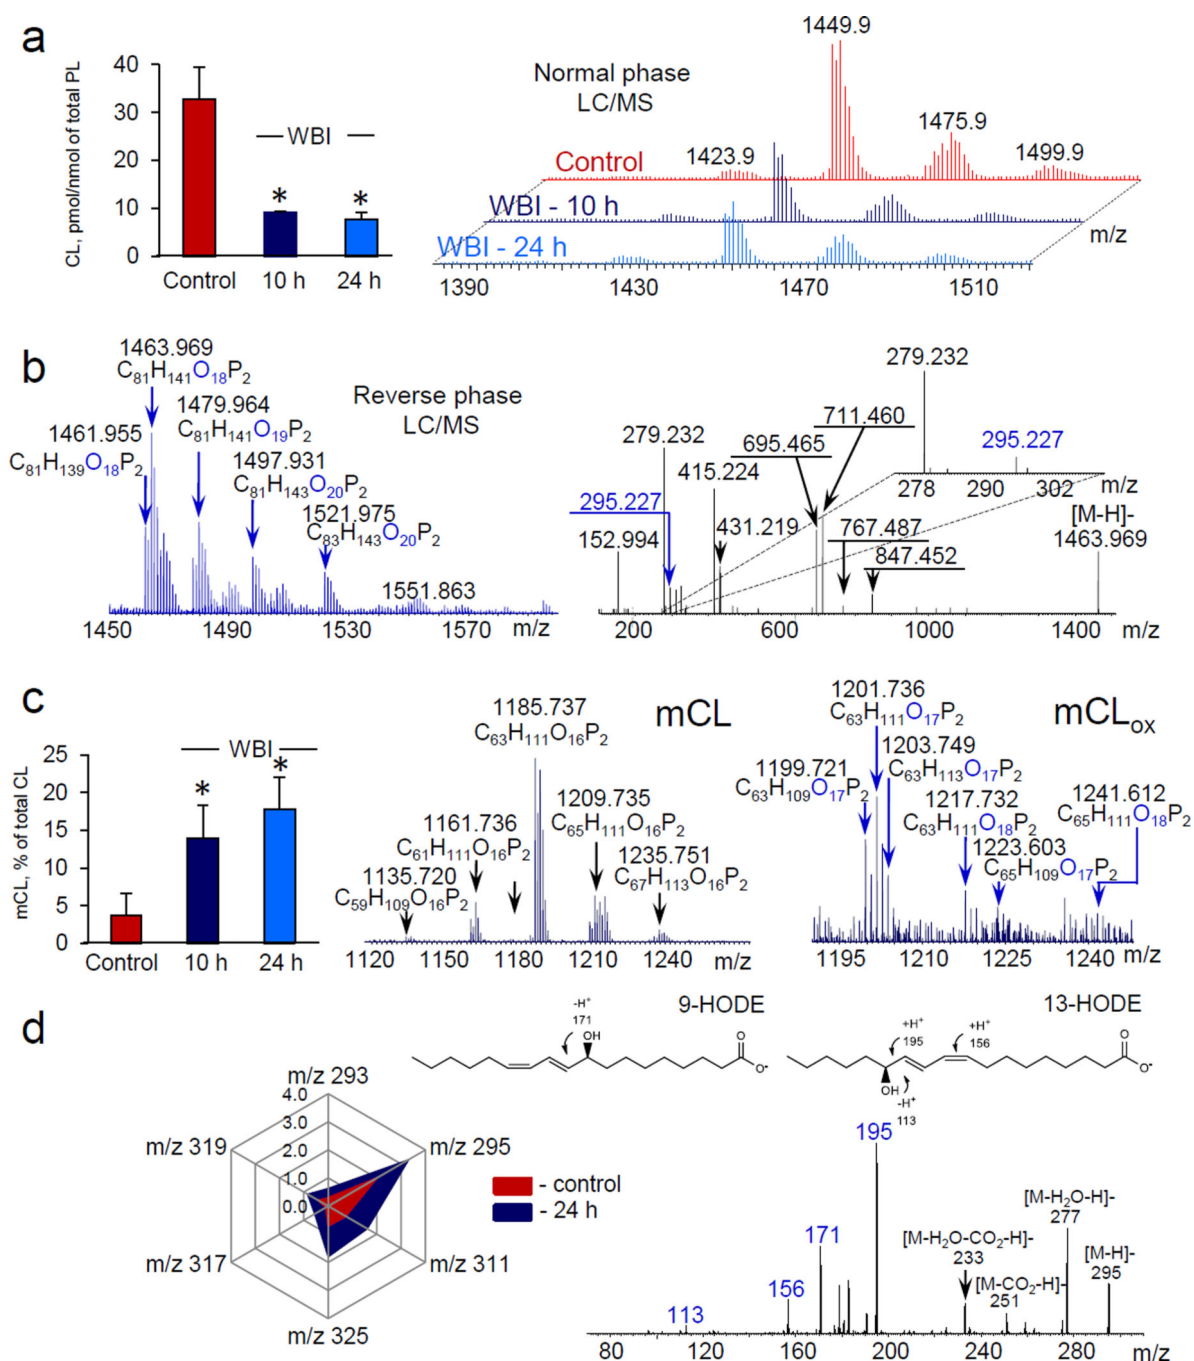 a
CL, pmol/nmol of total PL
40
30
20
10
0
WBI
*
*
Control
10 h
24 h
Normal phase
LC/MS
1449.9
1475.9
1423.9
1499.9
Control
WBI - 10 h
WBI - 24 h
m/z
1390
1430
1470
1510
b
1463.969
C81H141O18P2
1461.955
C81H139O18P2
1479.964
C81H141O19P2
1497.931
C81H143O20P2
1521.975
C83H143O20P2
1551.863
Reverse phase
LC/MS
1450
1490
1530
1570
m/z
279.232
711.460
695.465
279.232
415.224
295.227
431.219
152.994
295.227
278
290
302
m/z
[M-H]-
1463.969
767.487
847.452
200
600
1000
1400
m/z
c
mCL, % of total CL
25
20
15
10
5
0
WBI
*
*
Control
10 h
24 h
mCL
1185.737
C63H111O16P2
1209.735
C65H111O16P2
1161.736
C61H111O16P2
1235.751
C67H113O16P2
1135.720
C59H109O16P2
1120
1150
1180
1210
1240
m/z
mCLox
1201.736
C63H111O17P2
1203.749
C63H113O17P2
1199.721
C63H109O17P2
1217.732
C63H111O18P2
1241.612
C65H111O18P2
1223.603
C65H109O17P2
1195
1210
1225
1240
m/z
d
m/z 293
m/z 295
m/z 311
m/z 325
m/z 317
m/z 319
4.0
3.0
2.0
1.0
0.0
- control
- 24 h
9-HODE
-H+
171
OH
O
O-
13-HODE
+H+
195
+H+
156
OH
-H+
113
O
O-
195
171
156
113
[M-H2O-CO2-H]-
233
[M-CO2-H]-
251
[M-H2O-H]-
277
[M-H]-
295
80
120
160
200
240
280
m/z